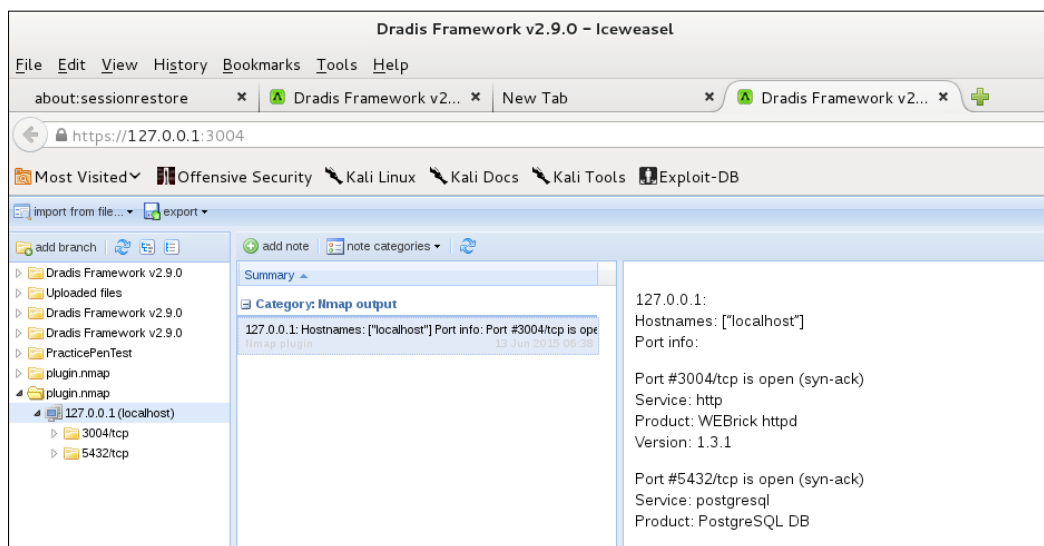 Dradis Framework v2.9.0 - Iceweasel
File Edit View History Bookmarks Tools Help
about:sessionrestore
Dradis Framework v2...
New Tab
Dradis Framework v2...
https://127.0.0.1:3004
Most Visited Offensive Security Kali Linux Kali Docs Kali Tools Exploit-DB
import from file... export
add branch
Dradis Framework v2.9.0
Uploaded files
Dradis Framework v2.9.0
Dradis Framework v2.9.0
PracticePenTest
plugin.nmap
plugin.nmap
127.0.0.1 (localhost)
3004/tcp
5432/tcp
add note note categories
Summary
Category: Nmap output
127.0.0.1: Hostnames: ["localhost"] Port info: Port #3004/tcp is ope
Nmap plugin 13 Jun 2015 06:38
127.0.0.1:
Hostnames: ["localhost"]
Port info:
Port #3004/tcp is open (syn-ack)
Service: http
Product: WEBrick httpd
Version: 1.3.1
Port #5432/tcp is open (syn-ack)
Service: postgresql
Product: PostgreSQL DB